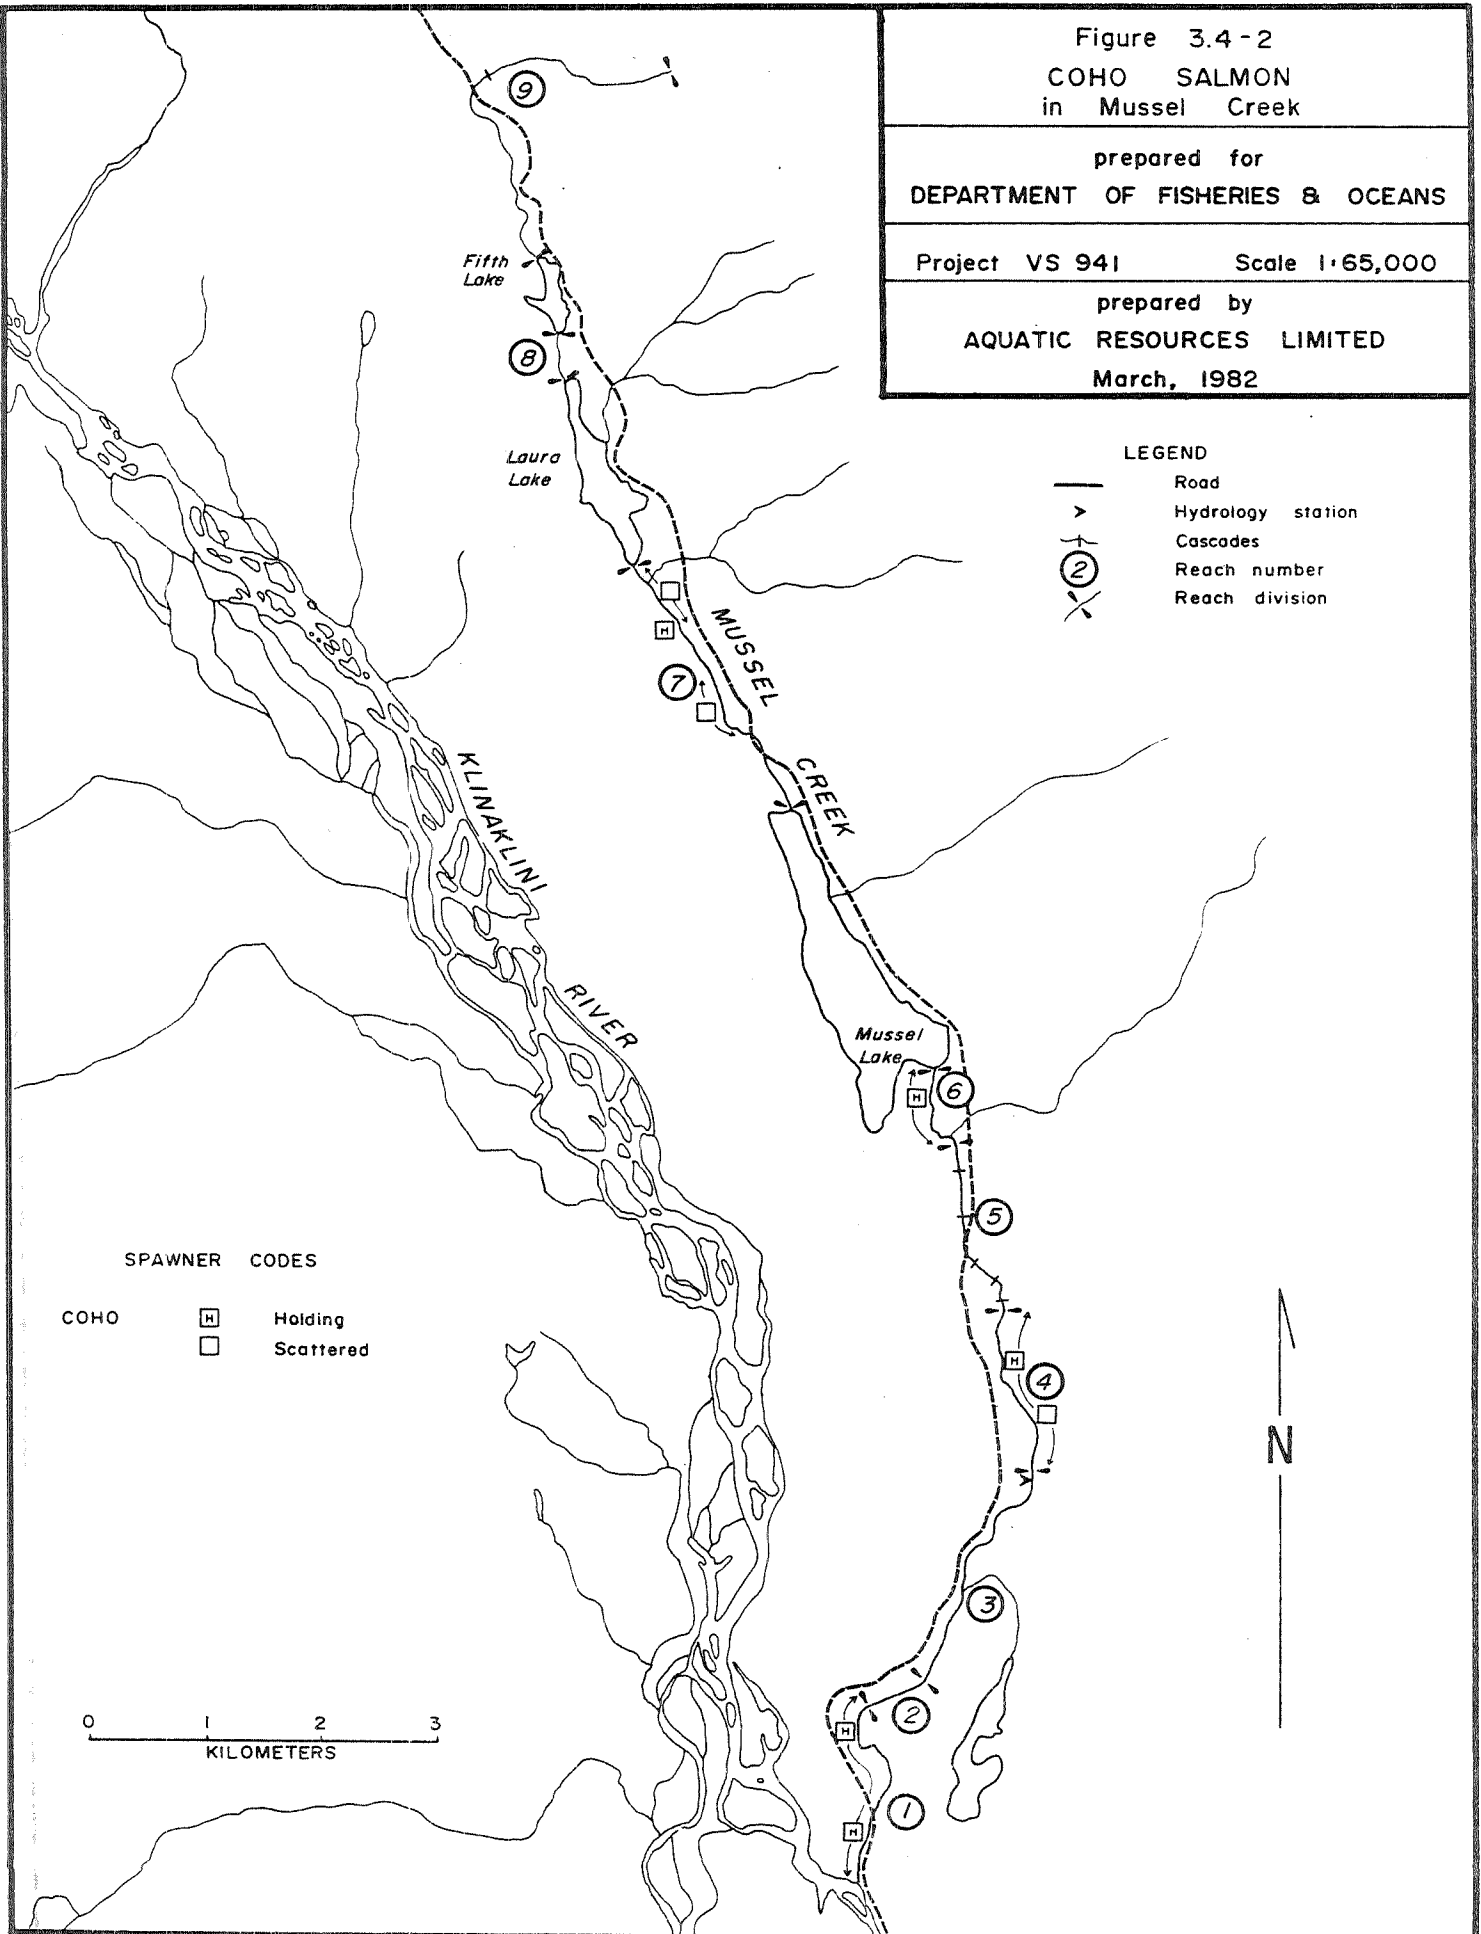 Figure 3.4-2
COHO SALMON
in Mussel Creek
prepared for
DEPARTMENT OF FISHERIES & OCEANS
Project VS 941 Scale 1:65,000
prepared by
AQUATIC RESOURCES LIMITED
March, 1982
LEGEND
Road
Hydrology station
Cascades
2 Reach number
Reach division
9
Fifth
Lake
8
Laura
Lake
H
7
MUSSEL
CREEK
KLINAKLINI
RIVER
Mussel
Lake
H
6
5
H
4
3
2
H
1
H
SPAWNER CODES
COHO H Holding
Scattered
N
0 1 2 3
KILOMETERS